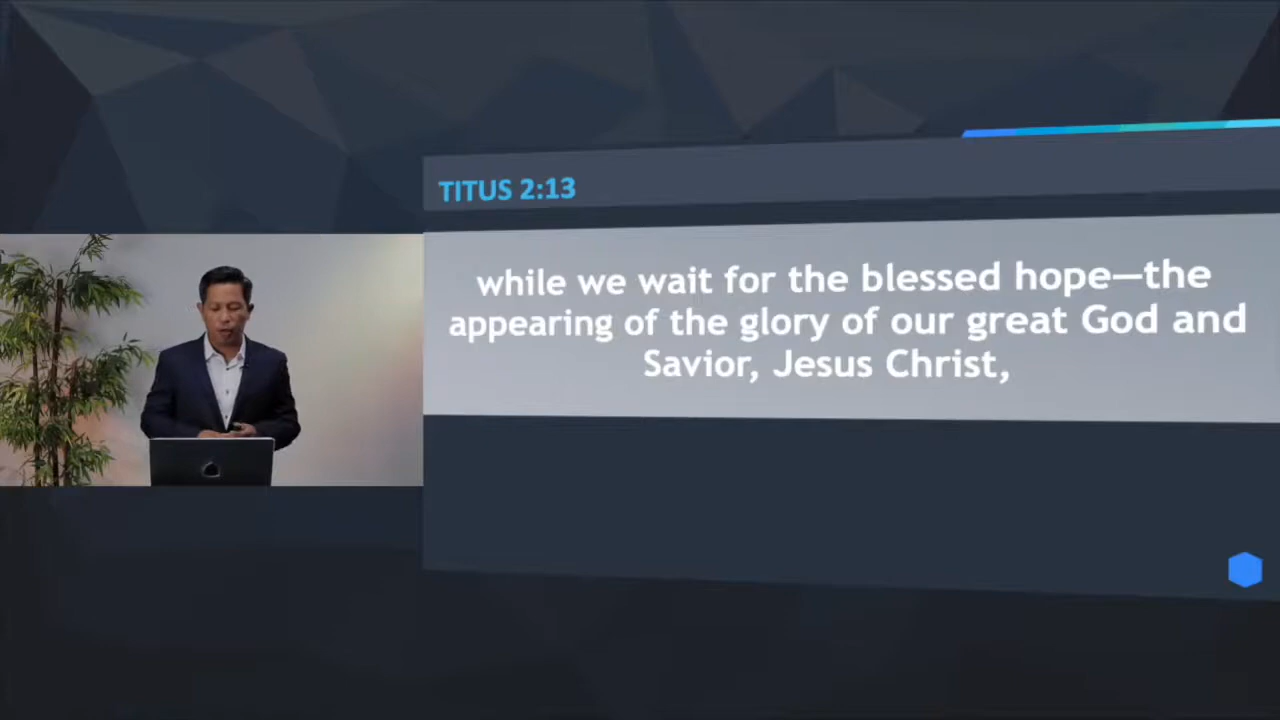 TITUS 2:13
while we wait for the blessed hope—the
appearing of the glory of our great God and
Savior, Jesus Christ,